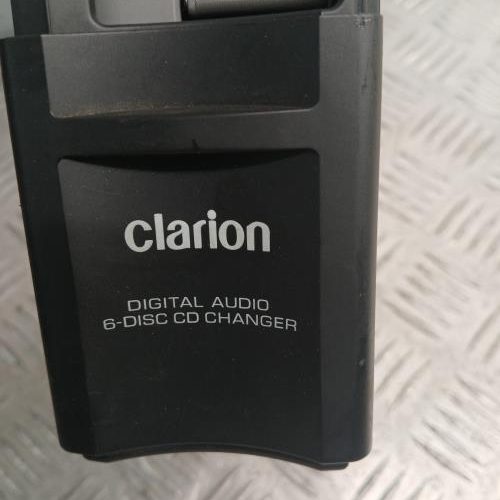 clarion
DIGITAL AUDIO
6-DISC CD CHANGER